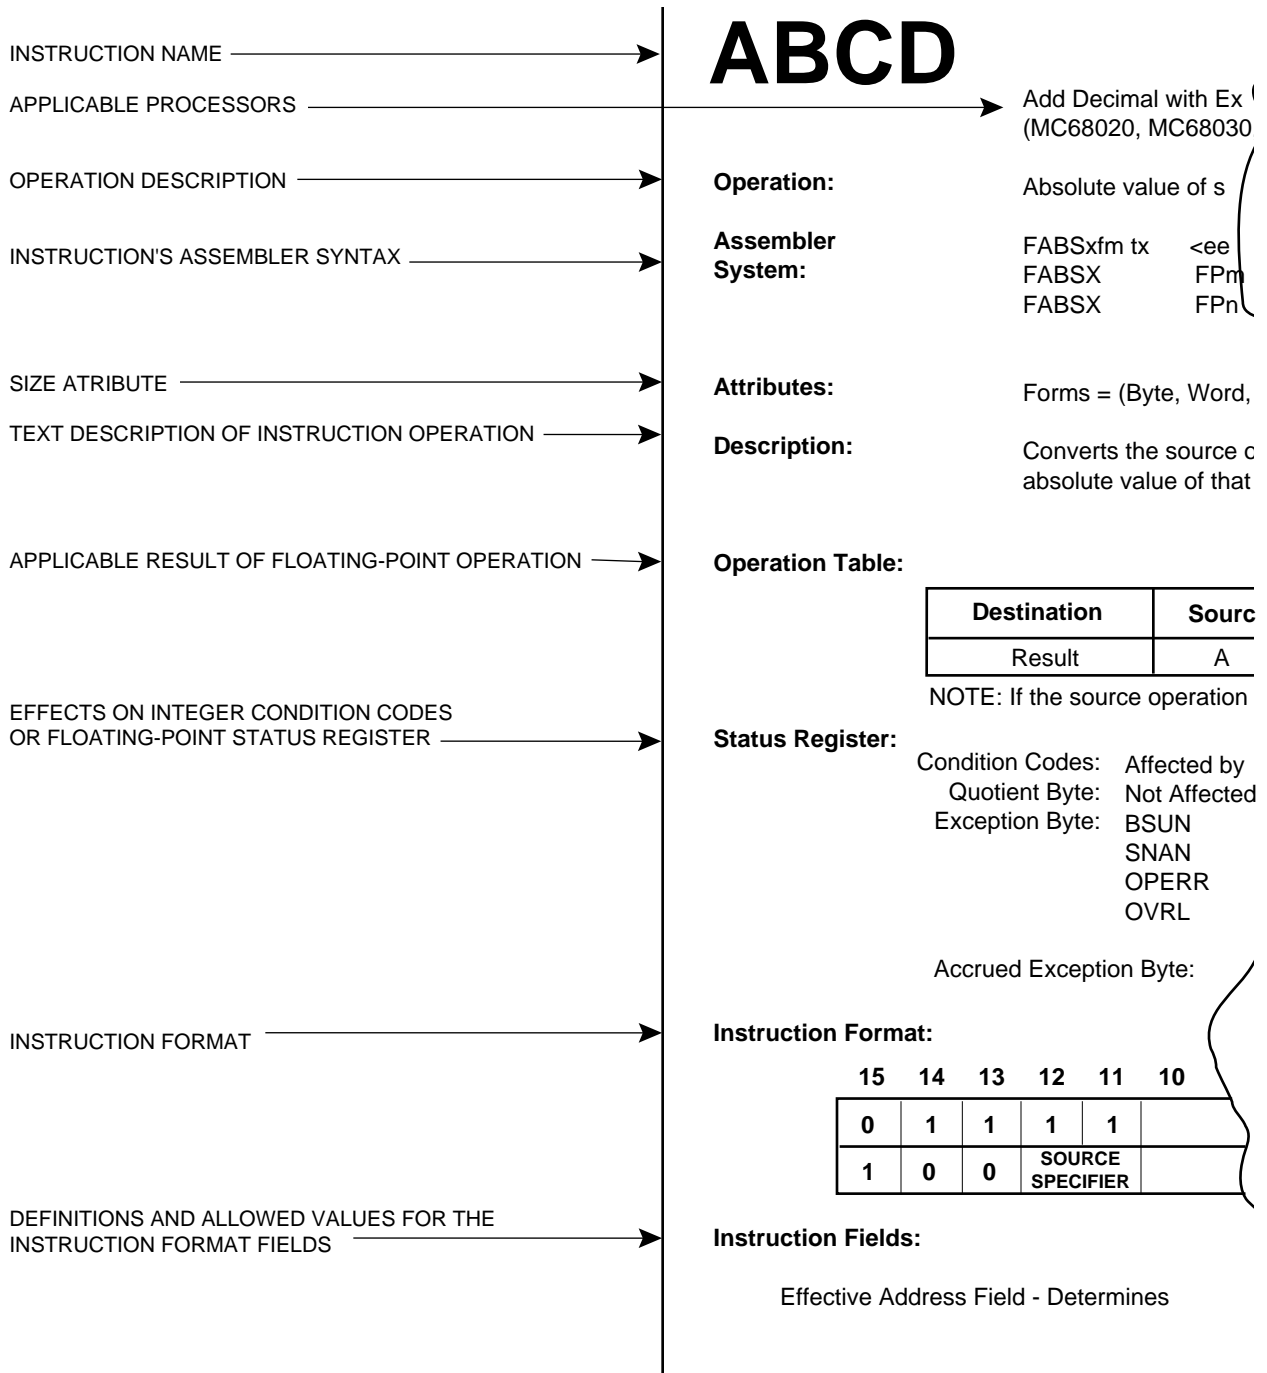 INSTRUCTION NAME
ABCD
APPLICABLE PROCESSORS
Add Decimal with Ex
(MC68020, MC68030
OPERATION DESCRIPTION
Operation:
Absolute value of s
INSTRUCTION'S ASSEMBLER SYNTAX
Assembler
System:
FABSxfm tx <ee
FABSX FPm
FABSX FPn
SIZE ATRIBUTE
Attributes:
Forms = (Byte, Word,
TEXT DESCRIPTION OF INSTRUCTION OPERATION
Description:
Converts the source
absolute value of that
APPLICABLE RESULT OF FLOATING-POINT OPERATION
Operation Table:
Destination Sourc
Result A
NOTE: If the source operation
EFFECTS ON INTEGER CONDITION CODES
OR FLOATING-POINT STATUS REGISTER
Status Register:
Condition Codes: Affected by
Quotient Byte: Not Affected
Exception Byte: BSUN
SNAN
OPERR
OVRL
Accrued Exception Byte:
INSTRUCTION FORMAT
Instruction Format:
15 14 13 12 11 10
0 1 1 1 1
1 0 0 SOURCE
SPECIFIER
DEFINITIONS AND ALLOWED VALUES FOR THE
INSTRUCTION FORMAT FIELDS
Instruction Fields:
Effective Address Field - Determines